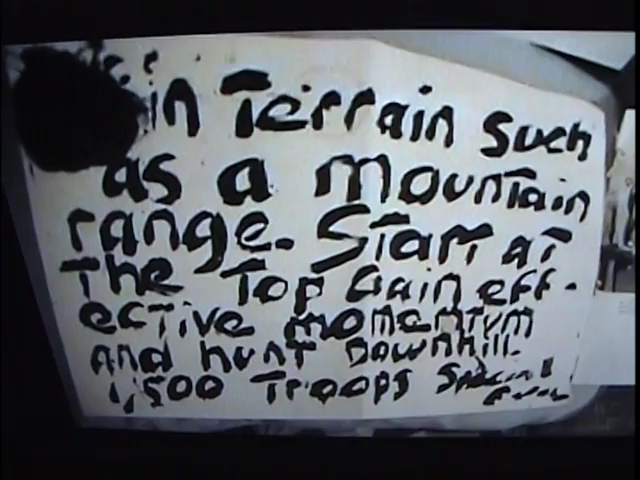 in Terrain Such
as a mountain
range. Start at
The Top Gain eff-
ective momentum
and hunt Downhill.
1,500 Troops Special